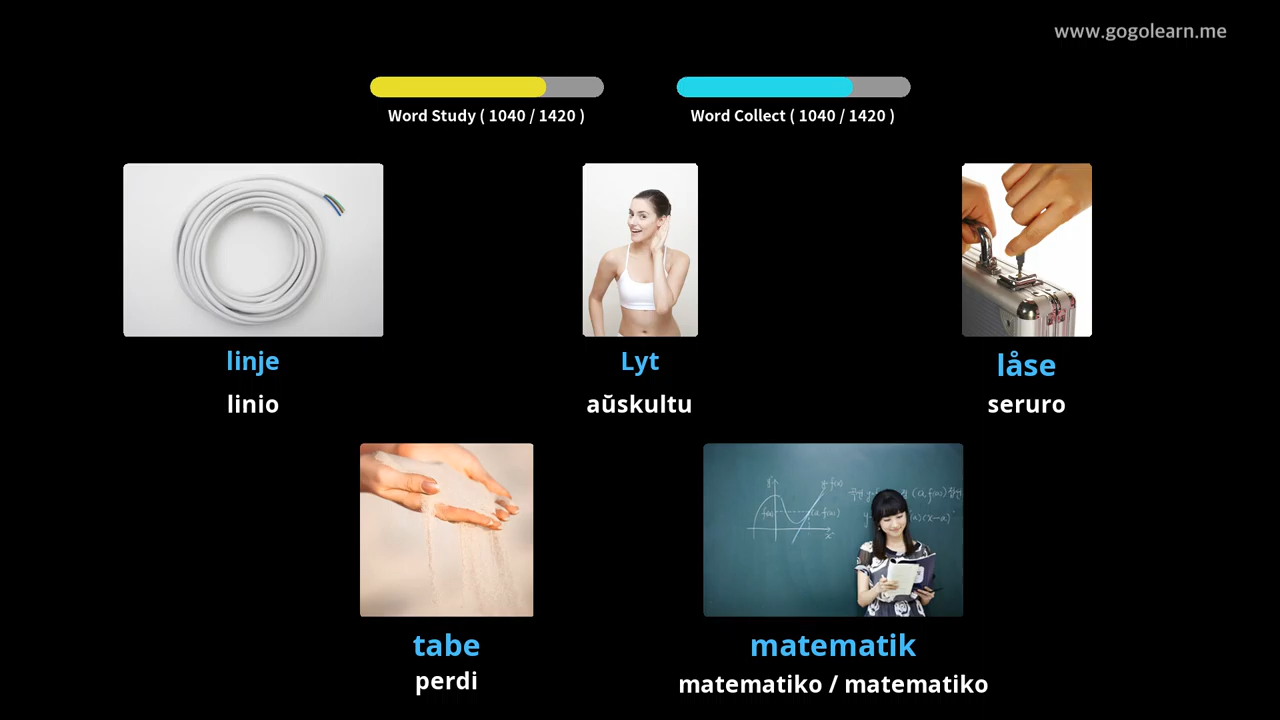 www.gogolearn.me
Word Study ( 1040 / 1420 )
Word Collect ( 1040 / 1420 )
linje
Lyt
låse
linio
aŭskultu
seruro
tabe
matematik
perdi
matematiko / matematiko